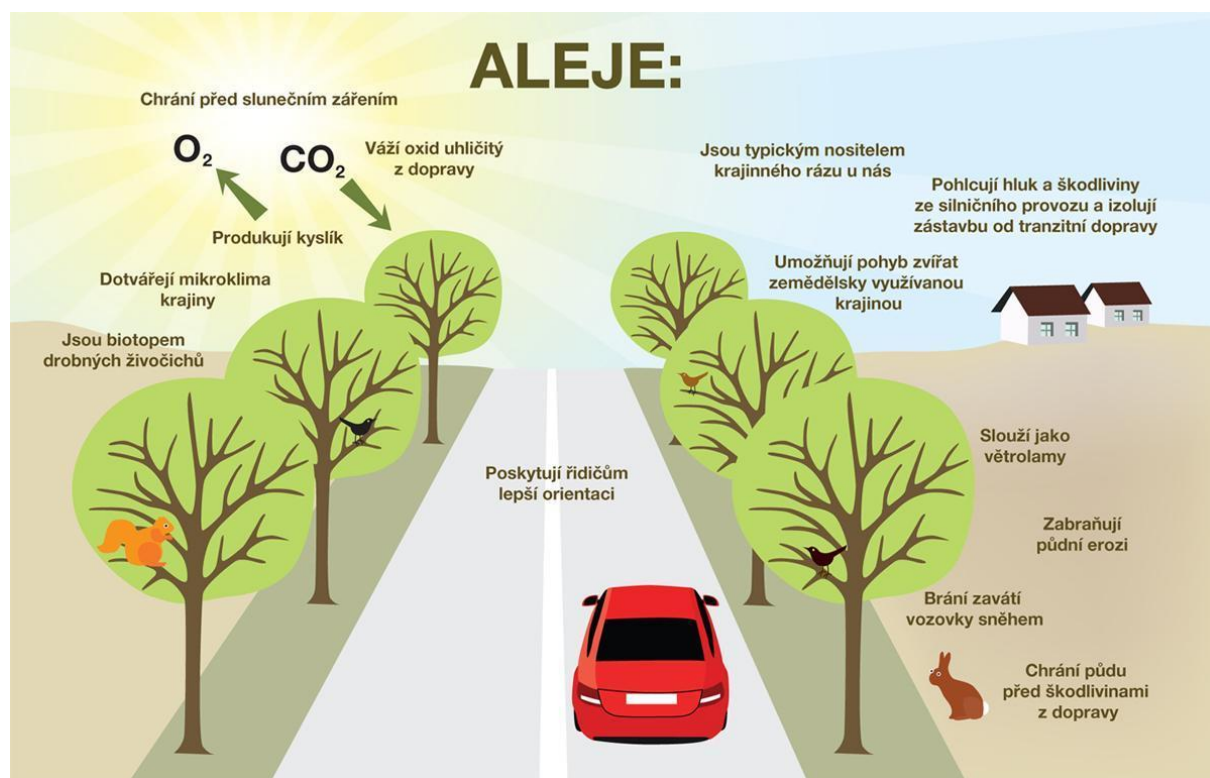 ALEJE:
Chrání před slunečním zářením
O2
CO2
Váží oxid uhličitý
z dopravy
Produkují kyslík
Dotvářejí mikroklima
krajiny
Jsou biotopem
drobných živočichů
Jsou typickým nositelem
krajinného rázu u nás
Pohlcují hluk a škodliviny
ze silničního provozu a izolují
zástavbu od tranzitní dopravy
Umožňují pohyb zvířat
zemědělsky využívanou
krajinou
Poskytují řidičům
lepší orientaci
Slouží jako
větrolamy
Zabraňují
půdní erozi
Brání zavátí
vozovky sněhem
Chrání půdu
před škodlivinami
z dopravy